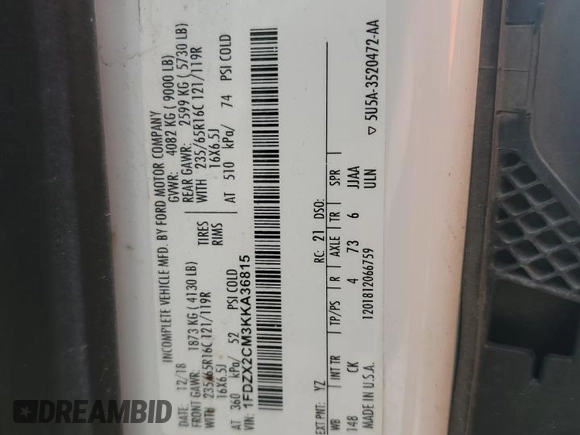 INCOMPLETE VEHICLE MFD. BY FORD MOTOR COMPANY
DATE: 12/18 GVWR: 4082 KG ( 9000 LB)
FRONT GAWR: 1873 KG ( 4130 LB) REAR GAWR: 2599 KG ( 5730 LB)
WITH 235/65R16C 121/119R TIRES WITH 235/65R16C 121/119R
16X6.5J RIMS 16X6.5J
AT 360 kPa/ 52 PSI COLD AT 510 kPa/ 74 PSI COLD
VIN: 1FDZX2CM3KKA36815
EXT PNT: YZ RC: 21 DSO:
WB INT TR TP/PS R AXLE TR SPR
148 CK 4 73 6 JJAA
MADE IN U.S.A. 1201812066759 ULN
▽ 5U5A-3520472-AA
DREAMBID